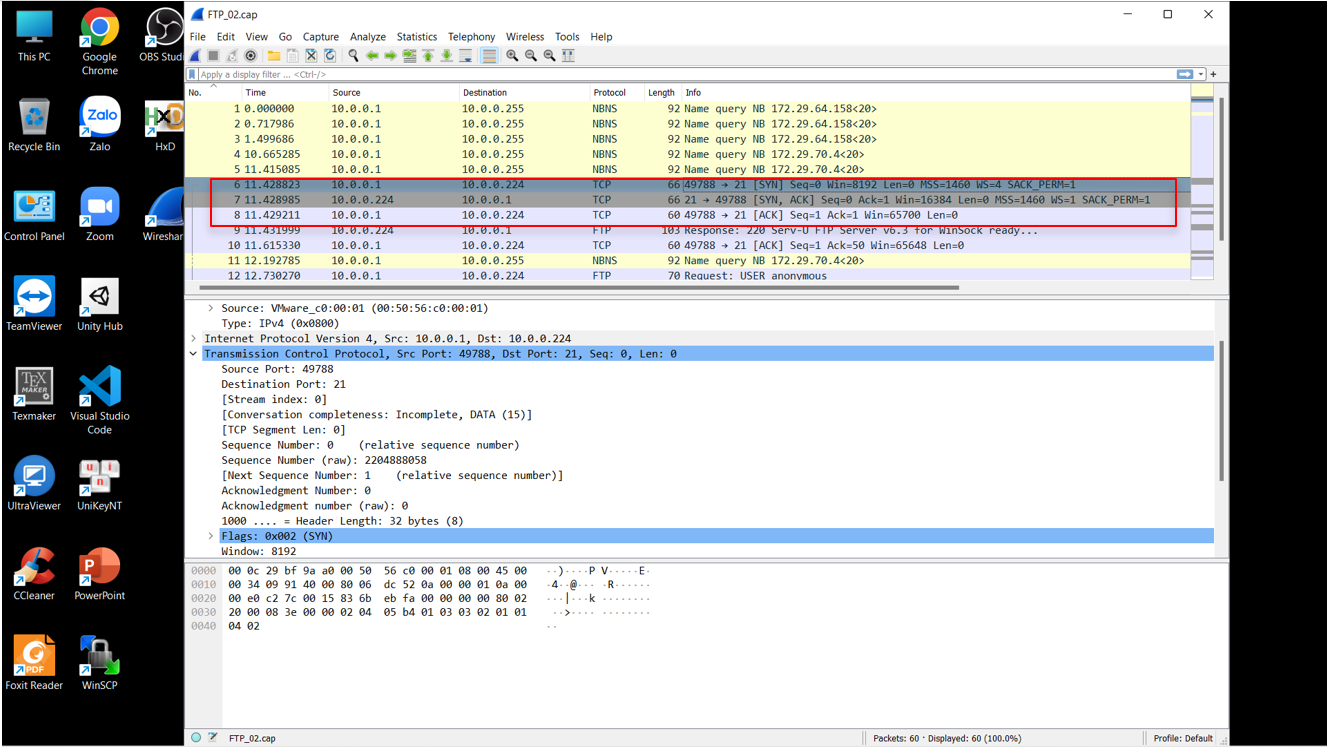 FTP_02.cap
File Edit View Go Capture Analyze Statistics Telephony Wireless Tools Help
Apply a display filter ... <Ctrl-/>
No. Time Source Destination Protocol Length Info
1 0.000000 10.0.0.1 10.0.0.255 NBNS 92 Name query NB 172.29.64.158<20>
2 0.717986 10.0.0.1 10.0.0.255 NBNS 92 Name query NB 172.29.64.158<20>
3 1.499686 10.0.0.1 10.0.0.255 NBNS 92 Name query NB 172.29.64.158<20>
4 10.665285 10.0.0.1 10.0.0.255 NBNS 92 Name query NB 172.29.70.4<20>
5 11.415085 10.0.0.1 10.0.0.255 NBNS 92 Name query NB 172.29.70.4<20>
6 11.428823 10.0.0.1 10.0.0.224 TCP 66 49788 → 21 [SYN] Seq=0 Win=8192 Len=0 MSS=1460 WS=4 SACK_PERM=1
7 11.428985 10.0.0.224 10.0.0.1 TCP 66 21 → 49788 [SYN, ACK] Seq=0 Ack=1 Win=16384 Len=0 MSS=1460 WS=1 SACK_PERM=1
8 11.429211 10.0.0.1 10.0.0.224 TCP 60 49788 → 21 [ACK] Seq=1 Ack=1 Win=65700 Len=0
9 11.431999 10.0.0.224 10.0.0.1 FTP 103 Response: 220 Serv-U FTP Server v6.3 for WinSock ready...
10 11.615330 10.0.0.1 10.0.0.224 TCP 60 49788 → 21 [ACK] Seq=1 Ack=50 Win=65648 Len=0
11 12.192785 10.0.0.1 10.0.0.255 NBNS 92 Name query NB 172.29.70.4<20>
12 12.730270 10.0.0.1 10.0.0.224 FTP 70 Request: USER anonymous
Source: VMware_c0:00:01 (00:50:56:c0:00:01)
Type: IPv4 (0x0800)
Internet Protocol Version 4, Src: 10.0.0.1, Dst: 10.0.0.224
Transmission Control Protocol, Src Port: 49788, Dst Port: 21, Seq: 0, Len: 0
Source Port: 49788
Destination Port: 21
[Stream index: 0]
[Conversation completeness: Incomplete, DATA (15)]
[TCP Segment Len: 0]
Sequence Number: 0 (relative sequence number)
Sequence Number (raw): 2204888058
[Next Sequence Number: 1 (relative sequence number)]
Acknowledgment Number: 0
Acknowledgment number (raw): 0
1000 .... = Header Length: 32 bytes (8)
Flags: 0x002 (SYN)
Window: 8192
0000 00 0c 29 bf 9a a0 00 50 56 c0 00 01 08 00 45 00 ··)····P V·····E·
0010 00 34 09 91 40 00 80 06 dc 52 0a 00 00 01 0a 00 ·4··@··· ·R······
0020 00 e0 c2 7c 00 15 83 6b eb fa 00 00 00 00 80 02 ···|···k ········
0030 20 00 08 3e 00 00 02 04 05 b4 01 03 03 02 01 01 ··>···· ········
0040 04 02 ··
FTP_02.cap
Packets: 60 · Displayed: 60 (100.0%)
Profile: Default
This PC
Google Chrome
OBS Studi
Recycle Bin
Zalo
Zalo
HxD
HxD
Control Panel
Zoom
Wireshar
TeamViewer
Unity Hub
TEX
MAKER
Texmaker
Visual Studio
Code
UltraViewer
u i
n
UniKeyNT
CCleaner
P
PowerPoint
PDF
Foxit Reader
WinSCP